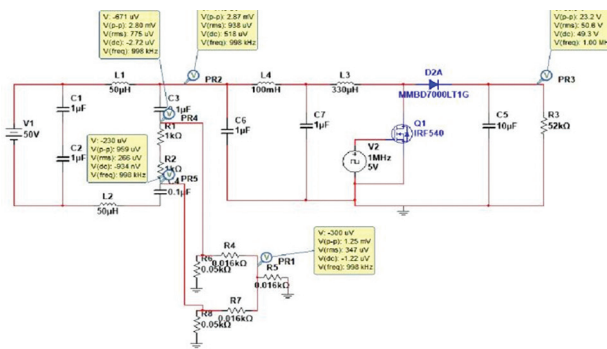 V: -671 uV
V(p-p): 2.80 mV
V(rms): 775 uV
V(dc): -2.72 uV
V(freq): 998 kHz
V(p-p): 2.87 mV
V(rms): 938 uV
V(dc): 518 uV
V(freq): 998 kHz
V(p-p): 23.2 V
V(rms): 50.6 V
V(dc): 49.3 V
V(freq): 1.00 MHz
L1
50µH
PR2
L4
100mH
L3
330µH
D2A
MMBD7000LT1G
PR3
C1
1µF
C3
0.1µF
PR4
R1
1kΩ
C6
1µF
C7
1µF
Q1
IRF540
C5
10µF
R3
52kΩ
V1
50V
V: -230 uV
V(p-p): 959 uV
V(rms): 266 uV
V(dc): -934 nV
V(freq): 998 kHz
C2
1µF
R2
1kΩ
PR5
0.1µF
V2
1MHz
5V
L2
50µH
V: -300 uV
V(p-p): 1.25 mV
V(rms): 347 uV
V(dc): -1.22 uV
V(freq): 998 kHz
R4
0.016kΩ
PR1
R6
0.05kΩ
R5
0.016kΩ
R7
0.016kΩ
R8
0.05kΩ